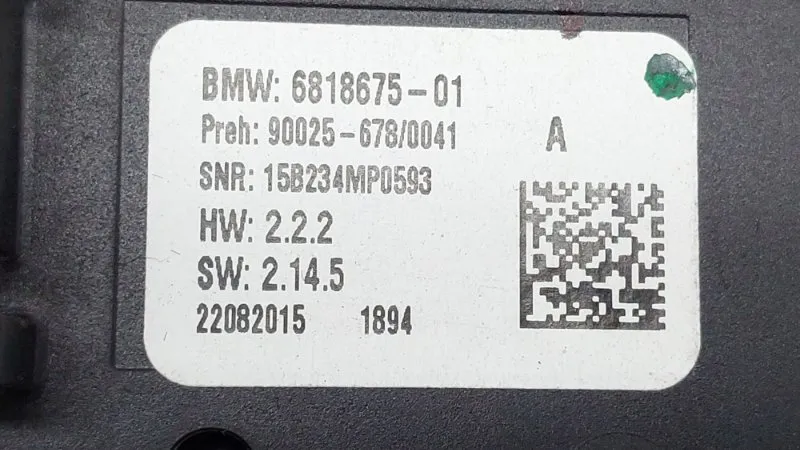 BMW: 6818675-01
Preh: 90025-678/0041 A
SNR: 15B234MP0593
HW: 2.2.2
SW: 2.14.5
22082015 1894